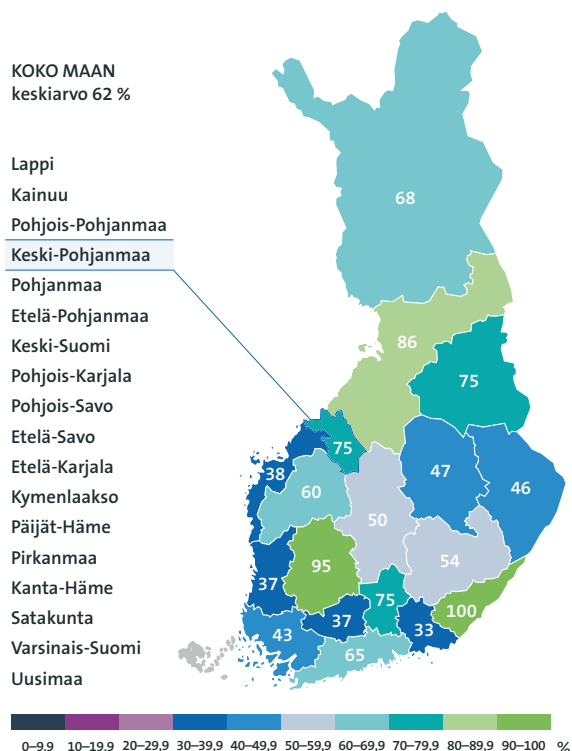 KOKO MAAN
keskiarvo 62 %
Lappi
Kainuu
Pohjois-Pohjanmaa
Keski-Pohjanmaa
Pohjanmaa
Etelä-Pohjanmaa
Keski-Suomi
Pohjois-Karjala
Pohjois-Savo
Etelä-Savo
Etelä-Karjala
Kymenlaakso
Päijät-Häme
Pirkanmaa
Kanta-Häme
Satakunta
Varsinais-Suomi
Uusimaa
68
86
75
75
38
47
46
60
50
54
95
37
75
100
37
33
43
65
0–9,9 10–19,9 20–29,9 30–39,9 40–49,9 50–59,9 60–69,9 70–79,9 80–89,9 90–100 %